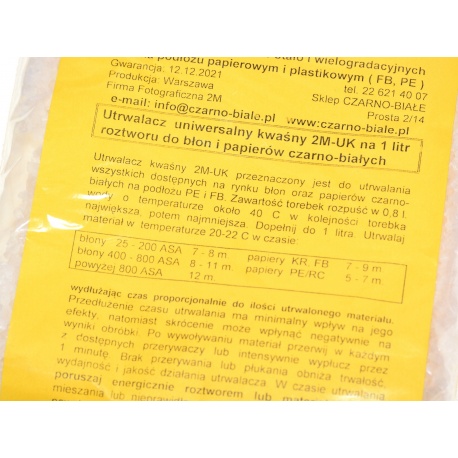 stało i wielogradacyjnych
podłożu papierowym i plastikowym ( FB, PE )
Gwarancja: 12.12.2021
tel. 22 621 40 07
Produkcja: Warszawa
Sklep CZARNO-BIAŁE
Firma Fotograficzna 2M
Prosta 2/14
e-mail: info@czarno-biale.pl www.czarno-biale.pl
Utrwalacz uniwersalny kwaśny 2M-UK na 1 litr
roztworu do błon i papierów czarno-białych
Utrwalacz kwaśny 2M-UK przeznaczony jest do utrwalania
wszystkich dostępnych na rynku błon oraz papierów czarno-
białych na podłożu PE i FB. Zawartość torebek rozpuść w 0,8 l.
wody o temperaturze około 40 C w kolejności torebka
największa, potem najmniejsza. Dopełnij do 1 litra. Utrwalaj
materiał w temperaturze 20-22 C w czasie:
błony 25 - 200 ASA 7 - 8 m papiery KR, FB 7 - 9 m
błony 400 - 800 ASA 8 - 11 m. papiery PE/RC 5 - 7 m.
powyżej 800 ASA 12 m.
wydłużając czas proporcjonalnie do ilości utrwalonego materiału.
Przedłużenie czasu utrwalania ma minimalny wpływ na jego
efekty, natomiast skrócenie może wpłynąć negatywnie na
wyniki obróbki. Po wywoływaniu materiał przerwij w każdym
z dostępnych przerywaczy lub intensywnie wypłucz przez
1 minutę. Brak przerywania lub płukania obniża trwałość,
wydajność i jakość działania utrwalacza. W czasie utrwalania
poruszaj energicznie roztworem lub
mieszania lub